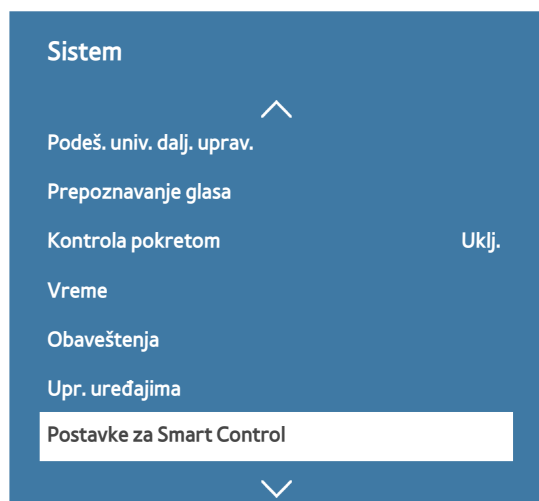 Sistem
Podeš. univ. dalj. uprav.
Prepoznavanje glasa
Kontrola pokretom Uklj.
Vreme
Obaveštenja
Upr. uređajima
Postavke za Smart Control